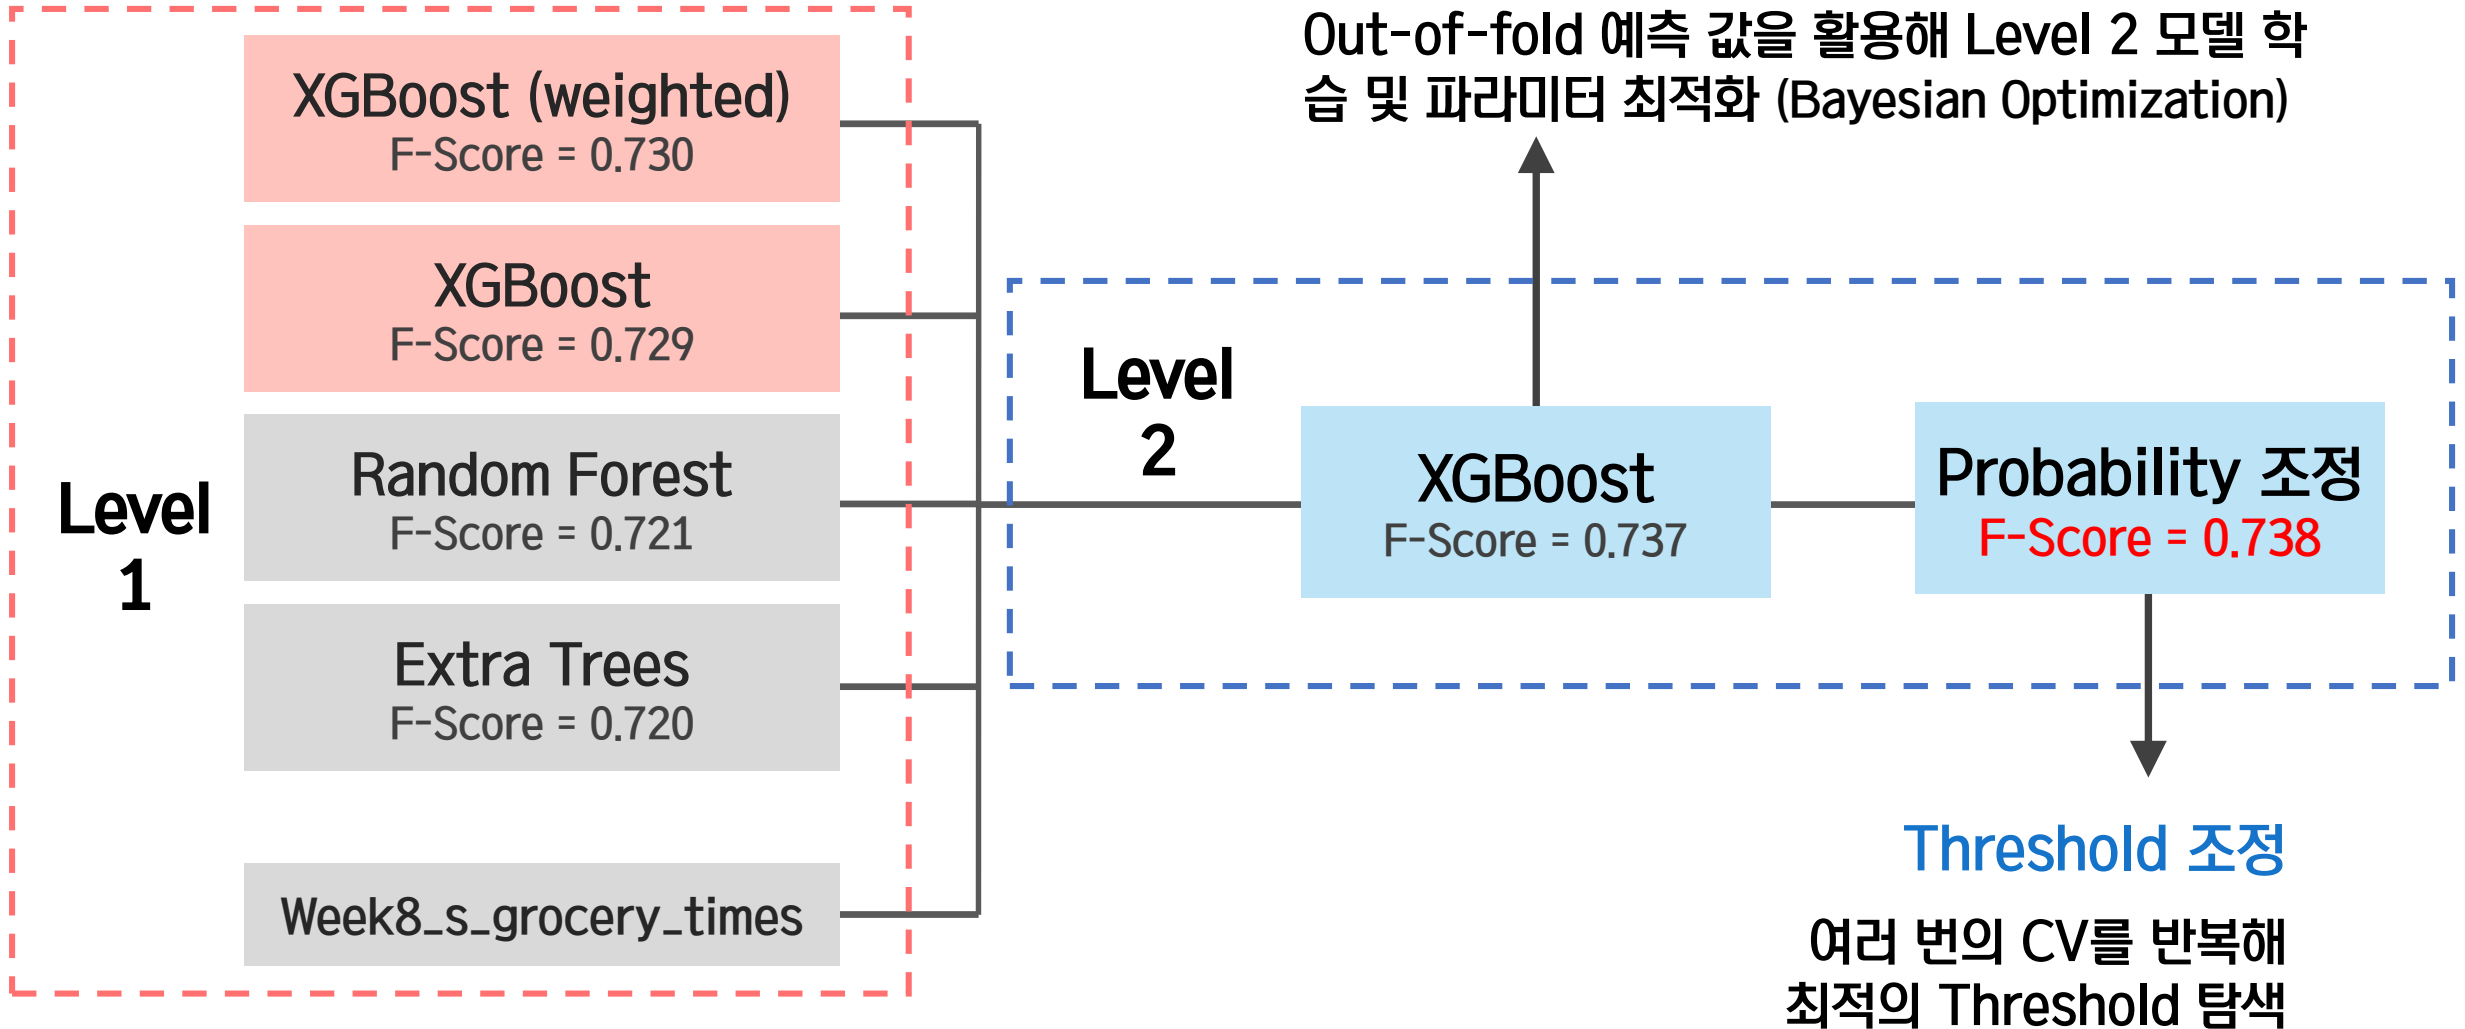 XGBoost (weighted)
F-Score = 0.730
XGBoost
F-Score = 0.729
Level
1
Random Forest
F-Score = 0.721
Extra Trees
F-Score = 0.720
Week8_s_grocery_times
Out-of-fold 예측 값을 활용해 Level 2 모델 학
습 및 파라미터 최적화 (Bayesian Optimization)
Level
2
XGBoost
F-Score = 0.737
Probability 조정
F-Score = 0.738
Threshold 조정
여러 번의 CV를 반복해
최적의 Threshold 탐색